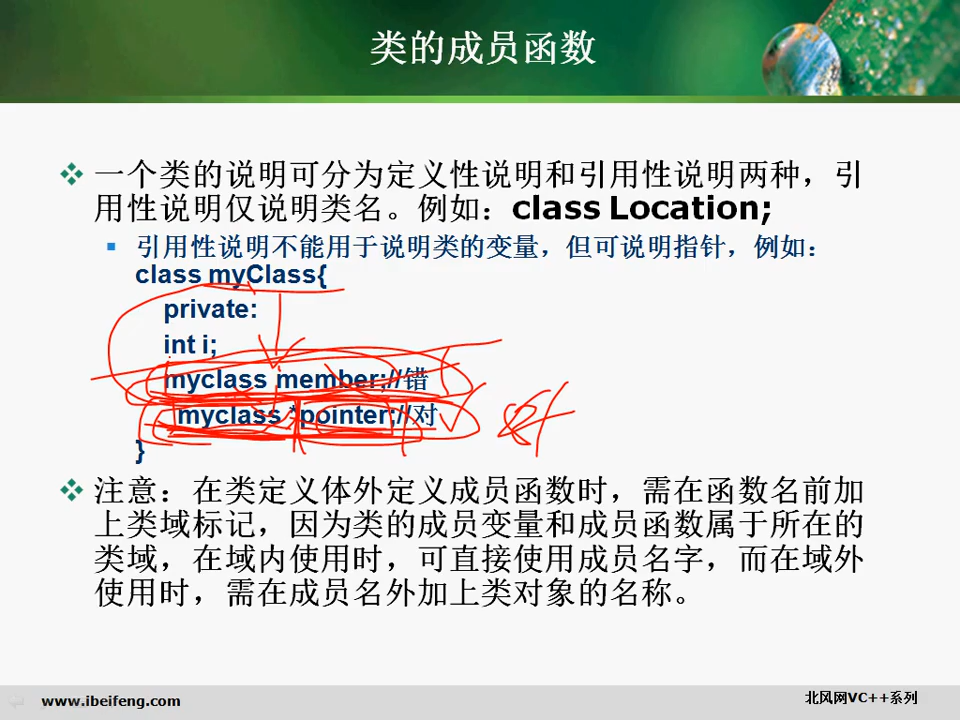 类的成员函数
一个类的说明可分为定义性说明和引用性说明两种，引
用性说明仅说明类名。例如：class Location;
引用性说明不能用于说明类的变量，但可说明指针，例如：
class myClass{
private:
int i;
myclass member;//错
myclass *pointer;//对
}
注意：在类定义体外定义成员函数时，需在函数名前加
上类域标记，因为类的成员变量和成员函数属于所在的
类域，在域内使用时，可直接使用成员名字，而在域外
使用时，需在成员名外加上类对象的名称。
www.ibeifeng.com
北风网VC++系列